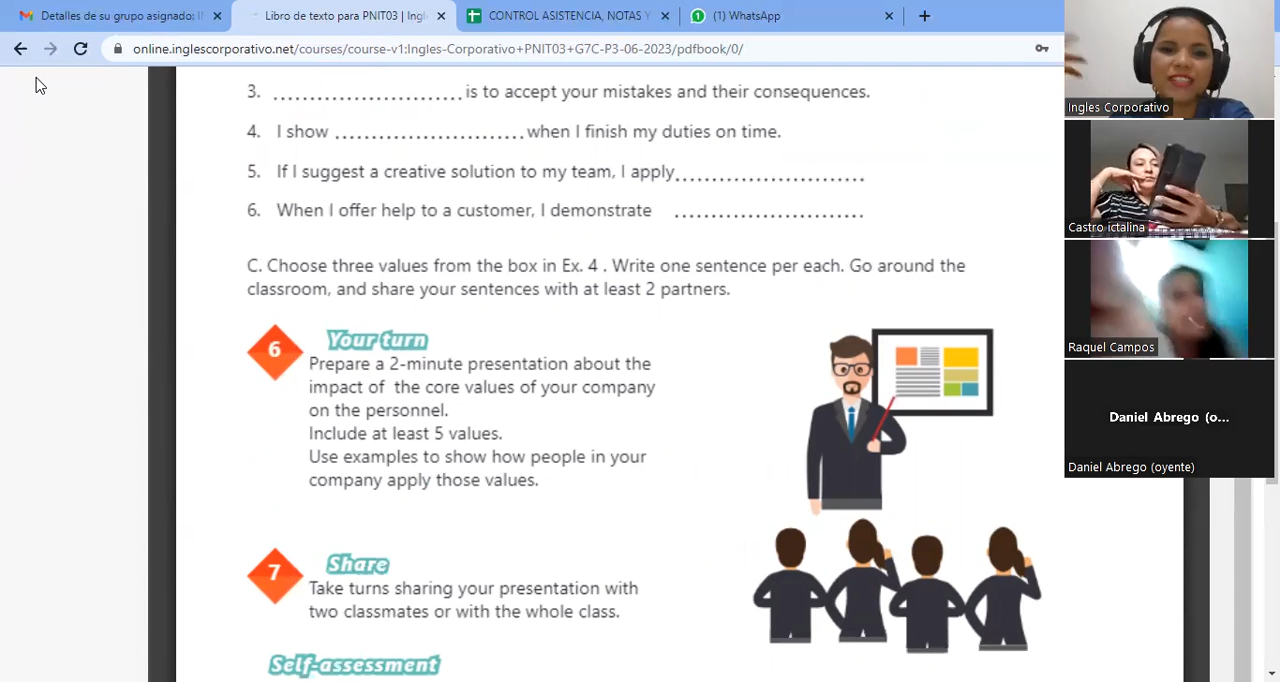 Detalles de su grupo asignado: I
Libro de texto para PNIT03 | Ingl
CONTROL ASISTENCIA, NOTAS Y
(1) WhatsApp
online.inglescorporativo.net/courses/course-v1:Ingles-Corporativo+PNIT03+G7C-P3-06-2023/pdfbook/0/
3. .......................... is to accept your mistakes and their consequences.
4. I show .......................... when I finish my duties on time.
5. If I suggest a creative solution to my team, I apply..........................
6. When I offer help to a customer, I demonstrate ..........................
C. Choose three values from the box in Ex. 4 . Write one sentence per each. Go around the
classroom, and share your sentences with at least 2 partners.
6
Your turn
Prepare a 2-minute presentation about the
impact of the core values of your company
on the personnel.
Include at least 5 values.
Use examples to show how people in your
company apply those values.
7
Share
Take turns sharing your presentation with
two classmates or with the whole class.
Self-assessment
Ingles Corporativo
Castro ictalina
Raquel Campos
Daniel Abrego (o...
Daniel Abrego (oyente)